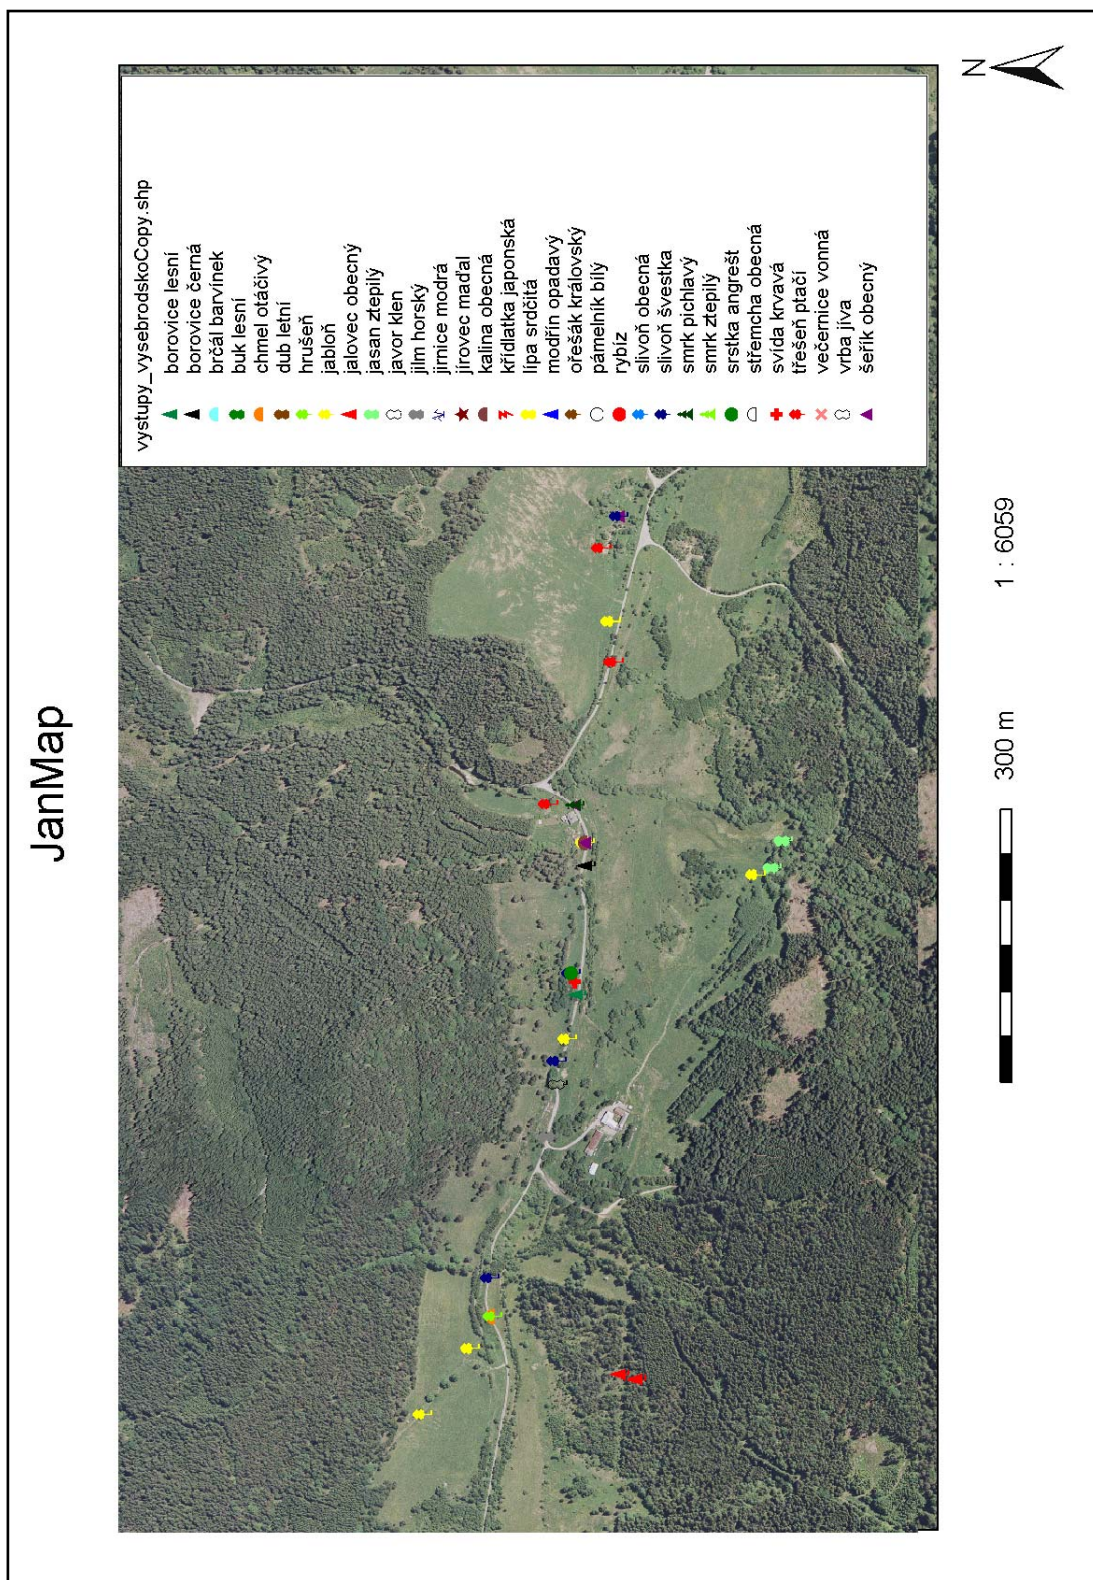 JanMap
N
vystupy_vysebrodskoCopy.shp
borovice lesní
borovice černá
brčál barvínek
buk lesní
chmel otáčivý
dub letní
hrušeň
jabloň
jalovec obecný
jasan ztepilý
javor klen
jilm horský
jirnice modrá
jírovec maďal
kalina obecná
křídlatka japonská
lípa srdčitá
modřín opadavý
ořešák královský
pámelník bílý
rybíz
slivoň obecná
slivoň švestka
smrk pichlavý
smrk ztepilý
srstka angrešt
střemcha obecná
svída krvavá
třešeň ptačí
večernice vonná
vrba jíva
šeřík obecný
300 m
1 : 6059